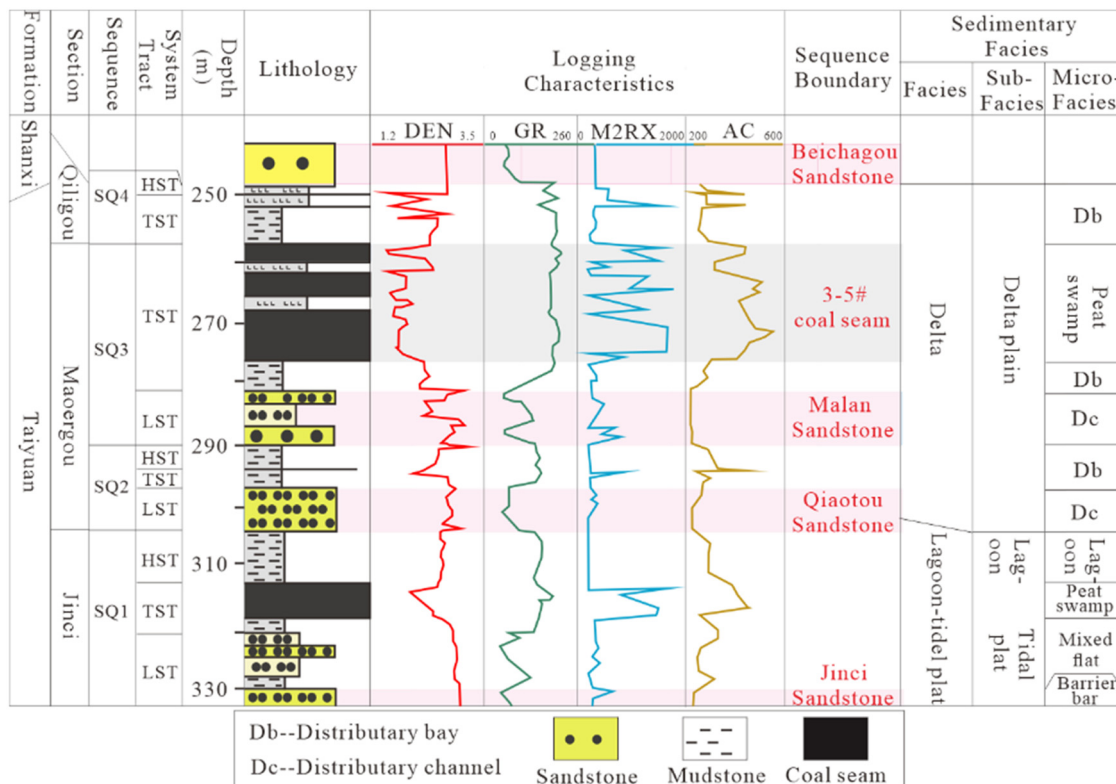 Formation
Section
Sequence
System
Tract
Depth
(m)
Lithology
Logging
Characteristics
Sequence
Boundary
Sedimentary
Facies
Facies
Sub-
Facies
Micro-
Facies
1.2 DEN 3.5
0 GR 260
0 M2RX 2000
200 AC 600
Shanxi
Taiyuan
Qiligou
Maoergou
Jinci
SQ4
SQ3
SQ2
SQ1
HST
TST
TST
LST
HST
TST
LST
HST
TST
LST
250
270
290
310
330
Beichagou
Sandstone
3-5#
coal seam
Malan
Sandstone
Qiaotou
Sandstone
Jinci
Sandstone
Delta
Lagoon-tidel plat
Delta plain
Lag-
oon
Tidal
plat
Db
Peat
swamp
Db
Dc
Db
Dc
Lag-
oon
Peat
swamp
Mixed
flat
Barrier
bar
Db--Distributary bay
Dc--Distributary channel
Sandstone
Mudstone
Coal seam